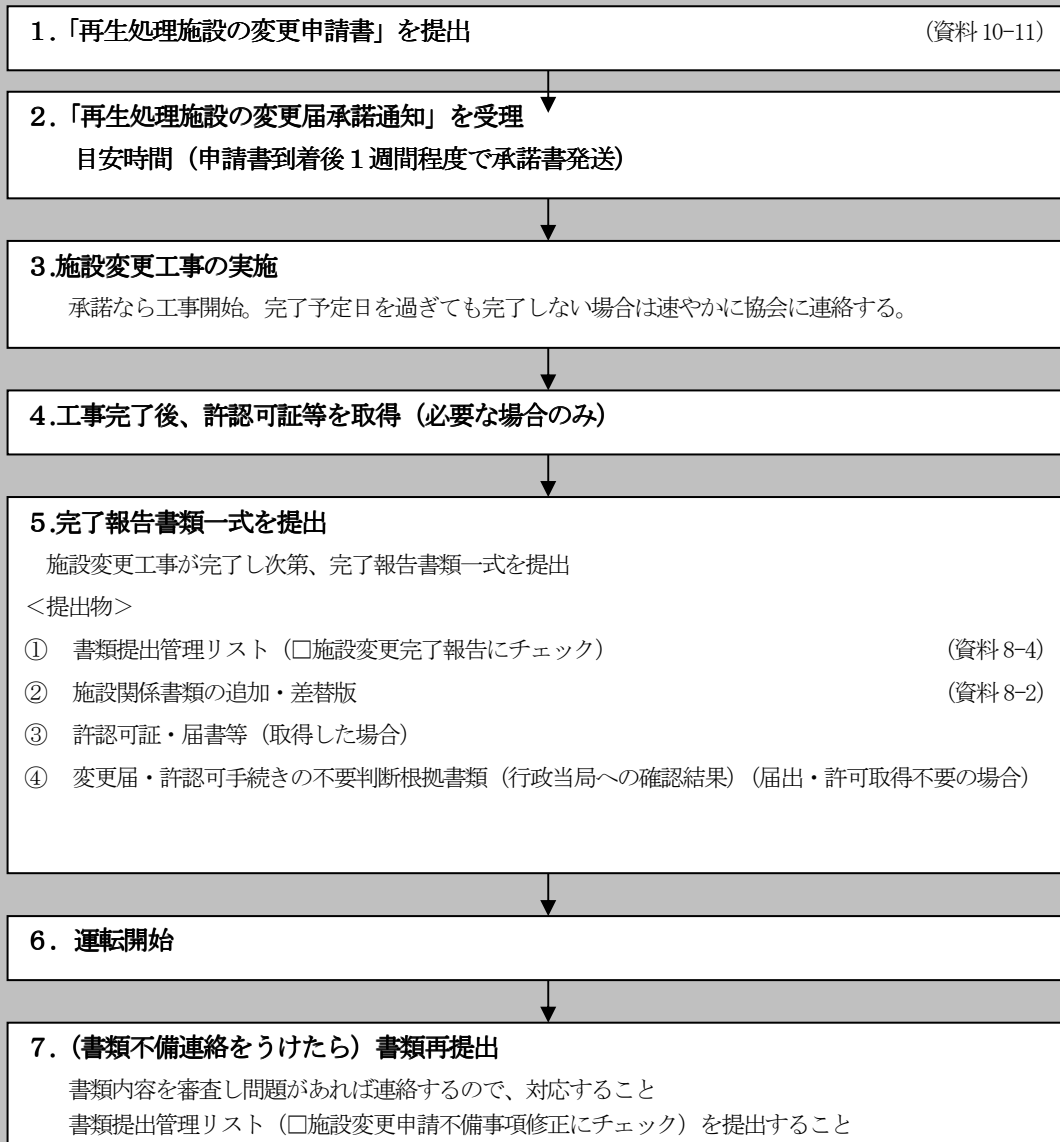 １.「再生処理施設の変更申請書」を提出 （資料 10-11）
２.「再生処理施設の変更届承諾通知」を受理
目安時間（申請書到着後１週間程度で承諾書発送）
３.施設変更工事の実施
承諾なら工事開始。完了予定日を過ぎても完了しない場合は速やかに協会に連絡する。
４.工事完了後、許認可証等を取得（必要な場合のみ）
５.完了報告書類一式を提出
施設変更工事が完了し次第、完了報告書類一式を提出
＜提出物＞
① 書類提出管理リスト（□施設変更完了報告にチェック） （資料 8-4）
② 施設関係書類の追加・差替版 （資料 8-2）
③ 許認可証・届書等（取得した場合）
④ 変更届・許認可手続きの不要判断根拠書類（行政当局への確認結果）（届出・許可取得不要の場合）
６. 運転開始
７.（書類不備連絡をうけたら）書類再提出
書類内容を審査し問題があれば連絡するので、対応すること
書類提出管理リスト（□施設変更申請不備事項修正にチェック）を提出すること